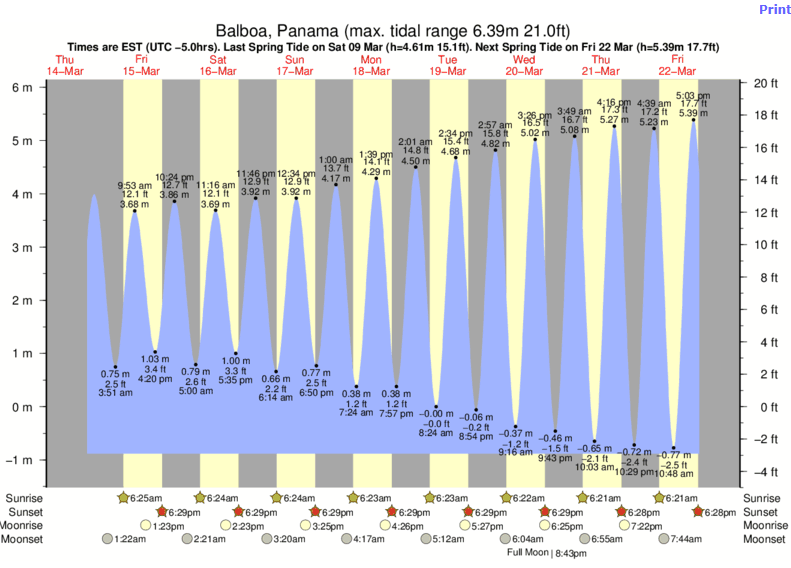 Print
Balboa, Panama (max. tidal range 6.39m 21.0ft)
Times are EST (UTC −5.0hrs). Last Spring Tide on Sat 09 Mar (h=4.61m 15.1ft). Next Spring Tide on Fri 22 Mar (h=5.39m 17.7ft)
Thu Fri Sat Sun Mon Tue Wed Thu Fri
14−Mar 15−Mar 16−Mar 17−Mar 18−Mar 19−Mar 20−Mar 21−Mar 22−Mar
6 m
5 m
4 m
3 m
2 m
1 m
0 m
−1 m
20 ft
18 ft
16 ft
14 ft
12 ft
10 ft
8 ft
6 ft
4 ft
2 ft
0 ft
−2 ft
−4 ft
9:53 am
12.1 ft
3.68 m
10:24 pm
12.7 ft
3.86 m
11:16 am
12.1 ft
3.69 m
11:46 pm
12.9 ft
3.92 m
12:34 pm
12.9 ft
3.92 m
1:00 am
13.7 ft
4.17 m
1:39 pm
14.1 ft
4.29 m
2:01 am
14.8 ft
4.50 m
2:34 pm
15.4 ft
4.68 m
2:57 am
15.8 ft
4.82 m
3:26 pm
16.5 ft
5.02 m
3:49 am
16.7 ft
5.08 m
4:16 pm
17.3 ft
5.27 m
4:39 am
17.2 ft
5.23 m
5:03 pm
17.7 ft
5.39 m
0.75 m
2.5 ft
3:51 am
1.03 m
3.4 ft
4:20 pm
0.79 m
2.6 ft
5:00 am
1.00 m
3.3 ft
5:35 pm
0.66 m
2.2 ft
6:14 am
0.77 m
2.5 ft
6:50 pm
0.38 m
1.2 ft
7:24 am
0.38 m
1.2 ft
7:57 pm
−0.00 m
−0.0 ft
8:24 am
−0.06 m
−0.2 ft
8:54 pm
−0.37 m
−1.2 ft
9:16 am
−0.46 m
−1.5 ft
9:43 pm
−0.65 m
−2.1 ft
10:03 am
−0.72 m
−2.4 ft
10:29 pm
−0.77 m
−2.5 ft
10:48 am
Sunrise 6:25am 6:24am 6:24am 6:23am 6:23am 6:22am 6:21am 6:21am Sunrise
Sunset 6:29pm 6:29pm 6:29pm 6:29pm 6:29pm 6:29pm 6:28pm 6:28pm Sunset
Moonrise 1:23pm 2:23pm 3:25pm 4:26pm 5:27pm 6:25pm 7:22pm Moonrise
Moonset 1:22am 2:21am 3:20am 4:17am 5:12am 6:04am 6:55am 7:44am Moonset
Full Moon | 8:43pm